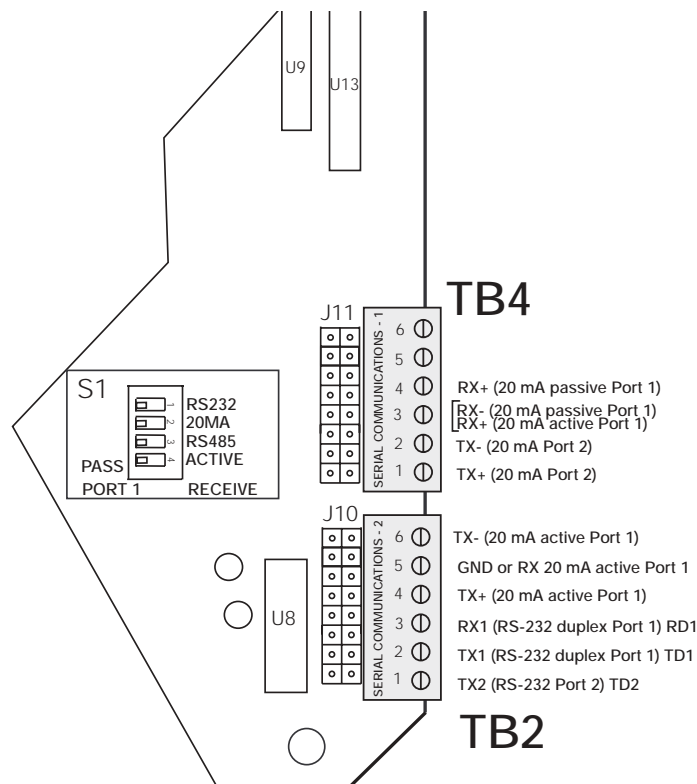 U9
U13
TB4
J11
SERIAL COMMUNICATIONS - 1
6
5
4 RX+ (20 mA passive Port 1)
3 RX- (20 mA passive Port 1)
RX+ (20 mA active Port 1)
2 TX- (20 mA Port 2)
1 TX+ (20 mA Port 2)
S1
1 RS232
2 20MA
3 RS485
PASS 4 ACTIVE
PORT 1 RECEIVE
J10
SERIAL COMMUNICATIONS - 2
6 TX- (20 mA active Port 1)
5 GND or RX 20 mA active Port 1
4 TX+ (20 mA active Port 1)
3 RX1 (RS-232 duplex Port 1) RD1
2 TX1 (RS-232 duplex Port 1) TD1
1 TX2 (RS-232 Port 2) TD2
U8
TB2